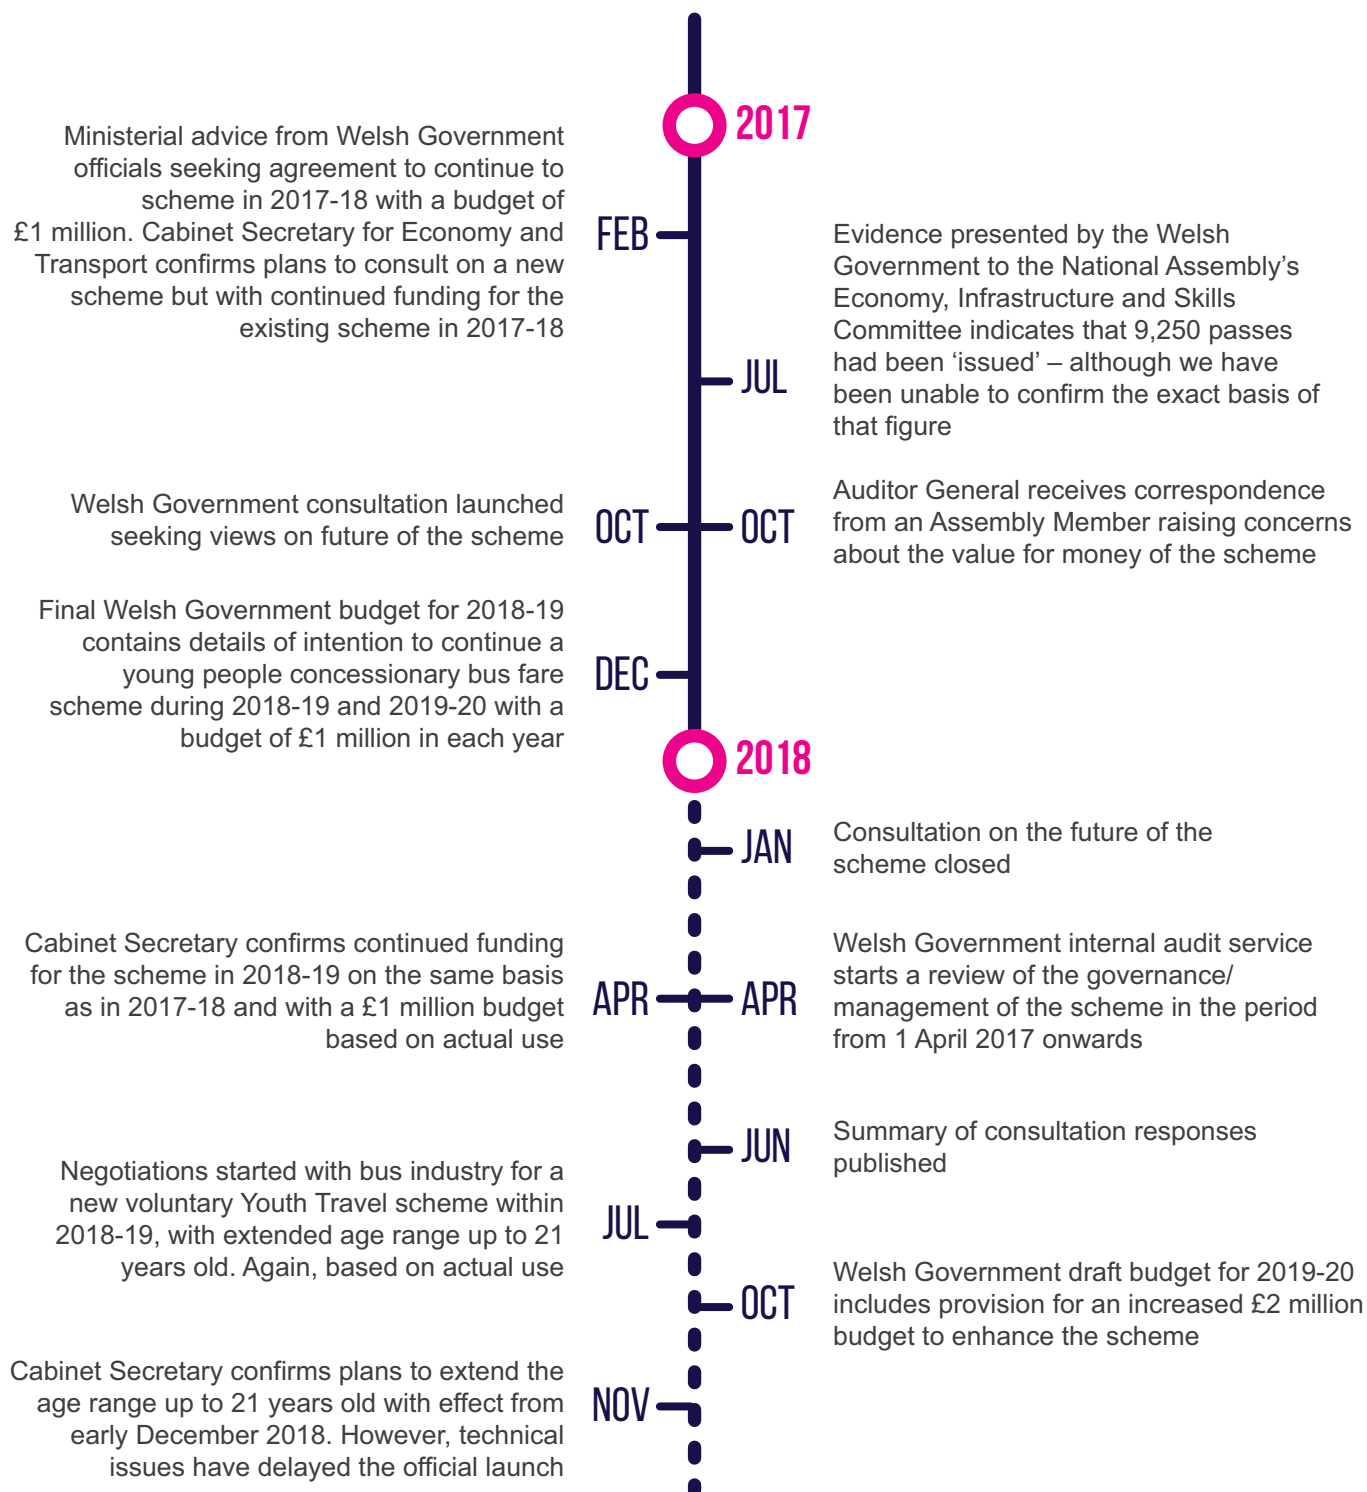 2017
Ministerial advice from Welsh Government
officials seeking agreement to continue to
scheme in 2017-18 with a budget of
£1 million. Cabinet Secretary for Economy and
Transport confirms plans to consult on a new
scheme but with continued funding for the
existing scheme in 2017-18
FEB
Evidence presented by the Welsh
Government to the National Assembly’s
Economy, Infrastructure and Skills
Committee indicates that 9,250 passes
had been ‘issued’ – although we have
been unable to confirm the exact basis of
that figure
JUL
Welsh Government consultation launched
seeking views on future of the scheme
OCT
OCT
Auditor General receives correspondence
from an Assembly Member raising concerns
about the value for money of the scheme
Final Welsh Government budget for 2018-19
contains details of intention to continue a
young people concessionary bus fare
scheme during 2018-19 and 2019-20 with a
budget of £1 million in each year
DEC
2018
JAN
Consultation on the future of the
scheme closed
Cabinet Secretary confirms continued funding
for the scheme in 2018-19 on the same basis
as in 2017-18 and with a £1 million budget
based on actual use
APR
APR
Welsh Government internal audit service
starts a review of the governance/
management of the scheme in the period
from 1 April 2017 onwards
JUN
Summary of consultation responses
published
Negotiations started with bus industry for a
new voluntary Youth Travel scheme within
2018-19, with extended age range up to 21
years old. Again, based on actual use
JUL
OCT
Welsh Government draft budget for 2019-20
includes provision for an increased £2 million
budget to enhance the scheme
Cabinet Secretary confirms plans to extend the
age range up to 21 years old with effect from
early December 2018. However, technical
issues have delayed the official launch
NOV